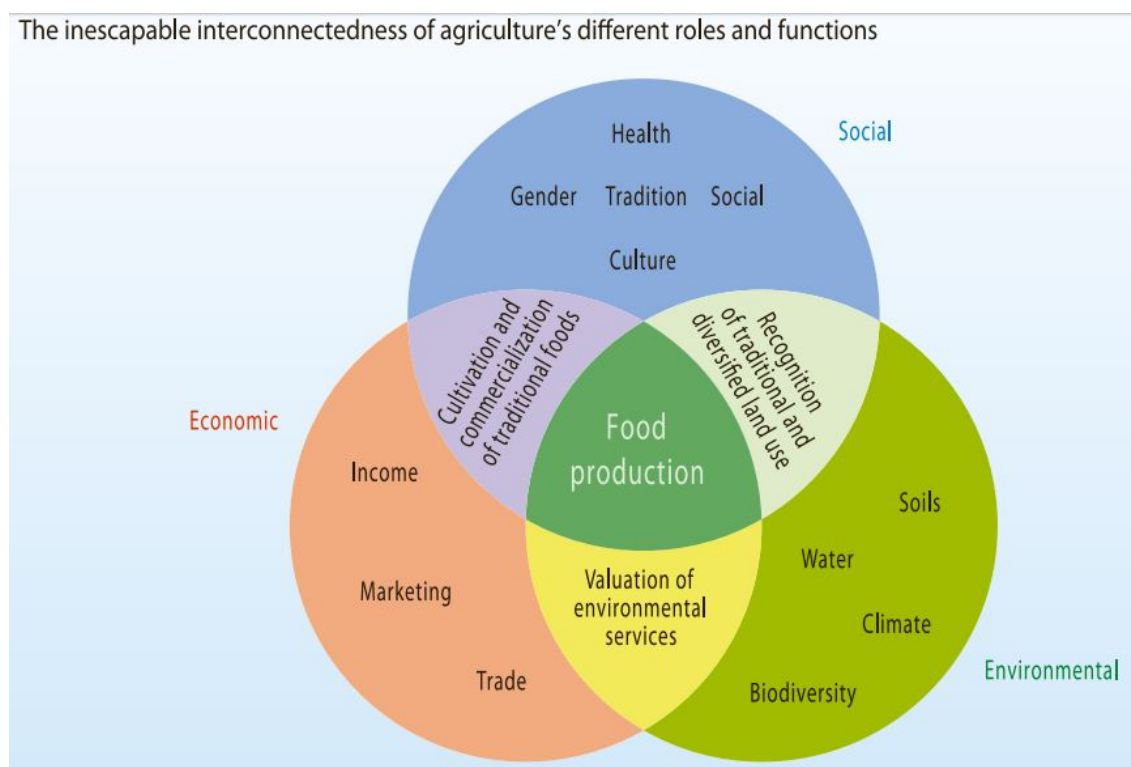 The inescapable interconnectedness of agriculture's different roles and functions
Social
Health
Gender Tradition Social
Culture
Cultivation and
commercialization
of traditional foods
Recognition
of traditional and
diversified land use
Economic
Food
production
Income
Marketing
Trade
Valuation of
environmental
services
Soils
Water
Climate
Biodiversity
Environmental